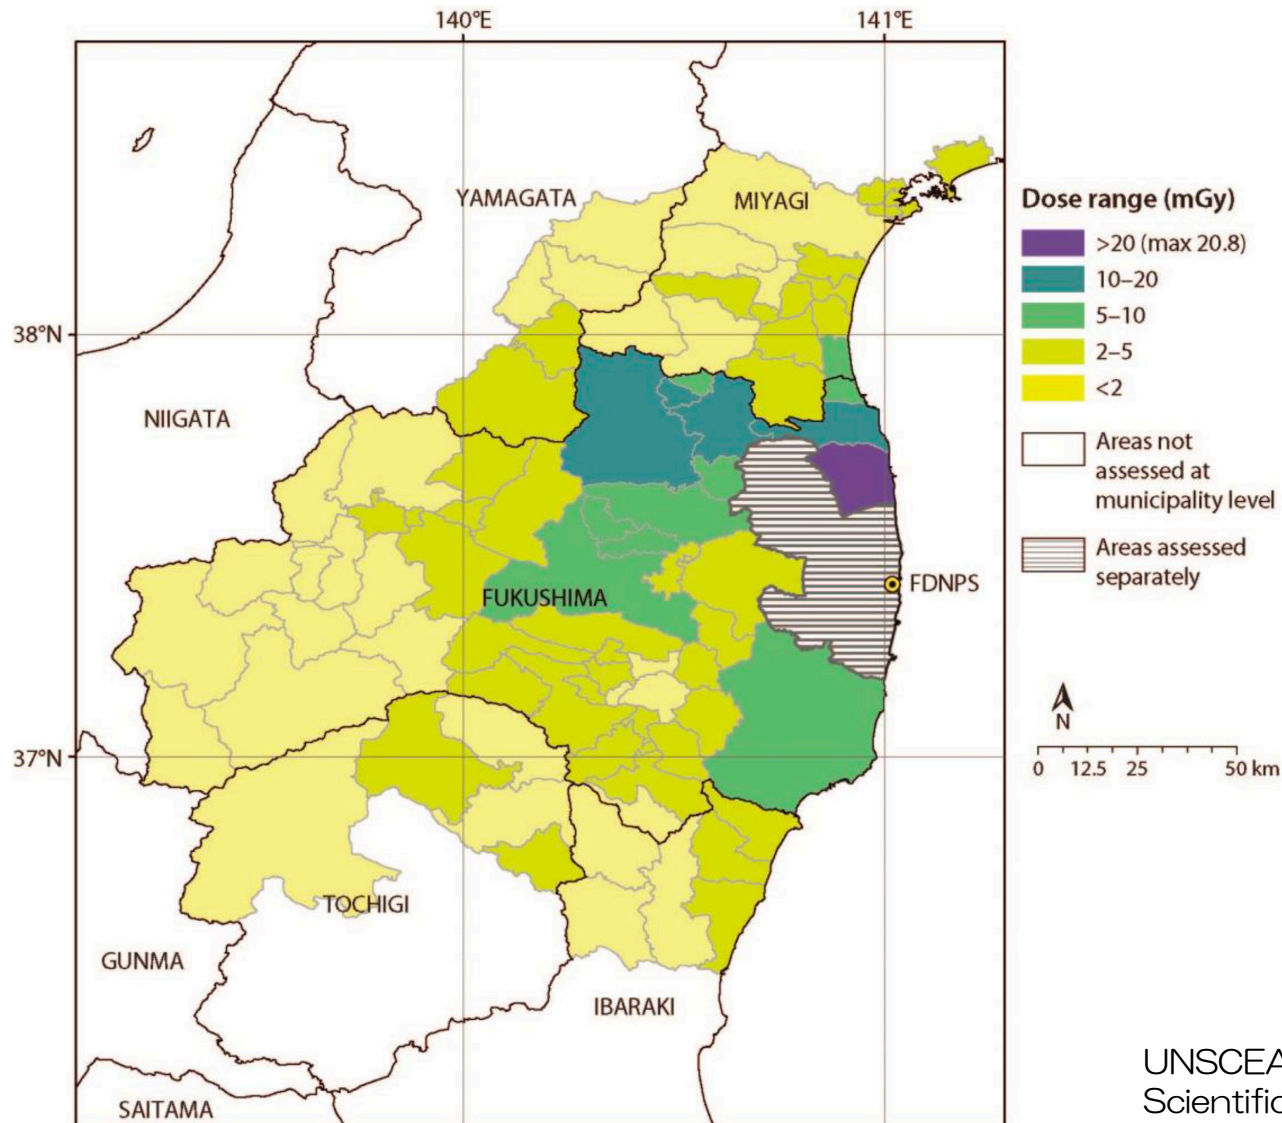 140°E
141°E
YAMAGATA
MIYAGI
38°N
NIIGATA
FUKUSHIMA
FDNPS
37°N
TOCHIGI
GUNMA
IBARAKI
SAITAMA
Dose range (mGy)
>20 (max 20.8)
10–20
5–10
2–5
<2
Areas not
assessed at
municipality level
Areas assessed
separately
N
0 12.5 25 50 km
Scientific